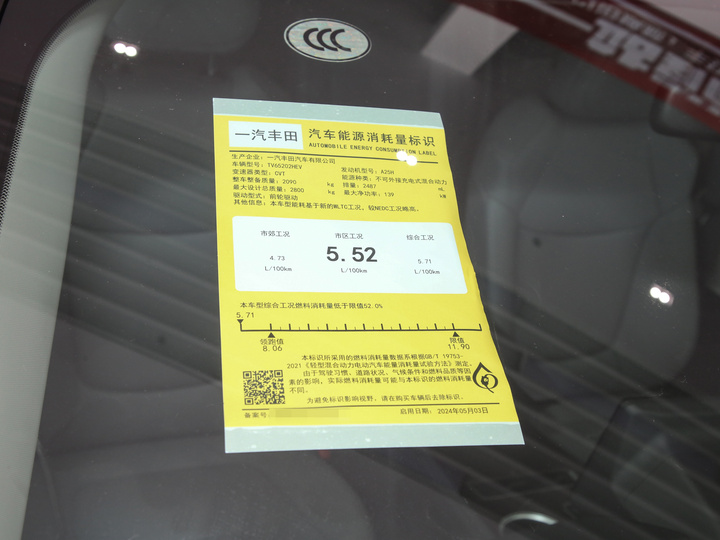 CCC
一汽丰田
汽车能源消耗量标识
AUTOMOBILE ENERGY CONSUMPTION LABEL
生产企业：一汽丰田汽车有限公司
车辆型号：TV65202HEV
发动机型号：A25H
变速器类型：CVT
能源种类：不可外接充电式混合动力
整车整备质量：2090 kg
排量：2487 mL
最大设计总质量：2800 kg
最大净功率：139 kW
驱动型式：前轮驱动
其他信息：本车型能耗基于新的WLTC工况，较NEDC工况略高。
市郊工况 市区工况 综合工况
4.73 5.52 5.71
L/100km L/100km L/100km
本车型综合工况燃料消耗量低于限值52.0%
5.71
领跑值 限值
8.06 11.90
本标识所采用的燃料消耗量数据系根据GB/T 19753-
2021《轻型混合动力电动汽车能量消耗量试验方法》测定，
由于驾驶习惯、道路状况、气候条件和燃料品质等因
素的影响，实际燃料消耗量可能与本标识的燃料消耗量
不同。
为避免标识影响视野，请在购买车辆后去除标识。
备案号
启用日期：2024年05月03日